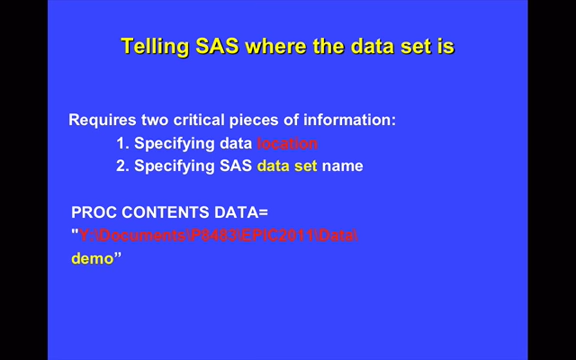 Telling SAS where the data set is
Requires two critical pieces of information:
1. Specifying data location
2. Specifying SAS data set name
PROC CONTENTS DATA=
"Y:\Documents\P8483\EPIC2011\Data\
demo”